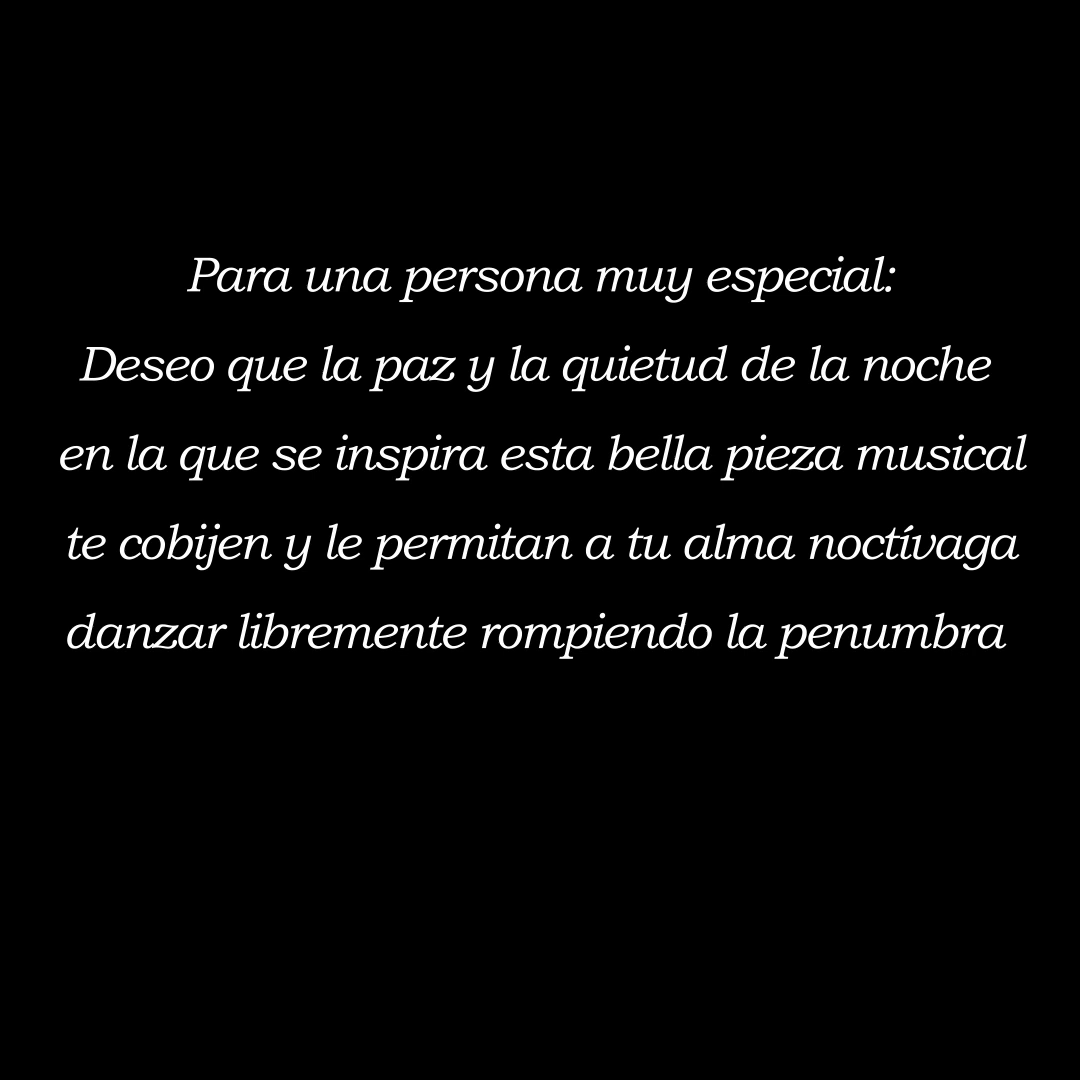 Para una persona muy especial:
Deseo que la paz y la quietud de la noche
en la que se inspira esta bella pieza musical
te cobijen y le permitan a tu alma noctívaga
danzar libremente rompiendo la penumbra